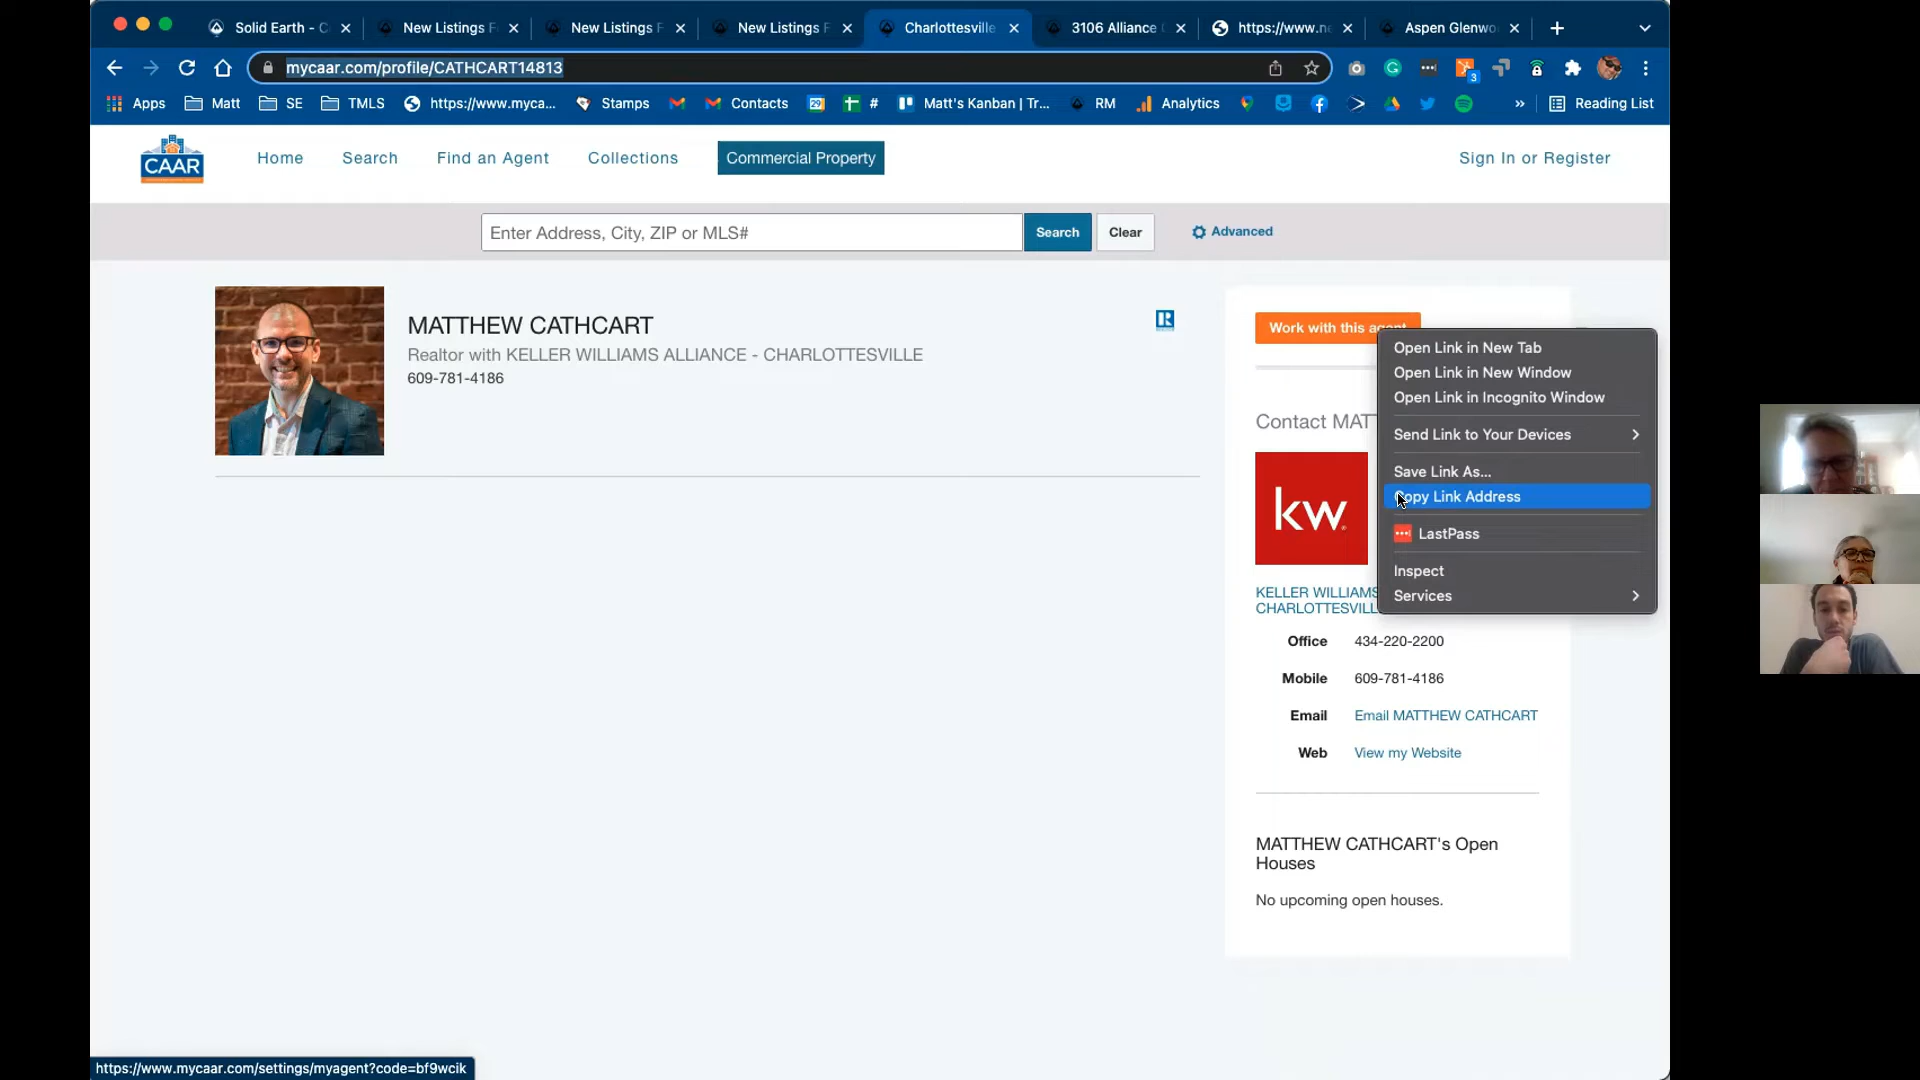 Solid Earth - C
New Listings F
New Listings F
New Listings F
Charlottesville
3106 Alliance
https://www.ne
Aspen Glenwo
mycaar.com/profile/CATHCART14813
3
Apps
Matt
SE
TMLS
https://www.myca...
Stamps
Contacts
29
#
Matt's Kanban | Tr...
RM
Analytics
»
Reading List
CAAR
Home
Search
Find an Agent
Collections
Commercial Property
Sign In or Register
Enter Address, City, ZIP or MLS#
Search
Clear
Advanced
MATTHEW CATHCART
Realtor with KELLER WILLIAMS ALLIANCE - CHARLOTTESVILLE
609-781-4186
R
Work with this agent
Contact MAT
kw
KELLER WILLIAMS
CHARLOTTESVILL
Office 434-220-2200
Mobile 609-781-4186
Email Email MATTHEW CATHCART
Web View my Website
MATTHEW CATHCART's Open
Houses
No upcoming open houses.
Open Link in New Tab
Open Link in New Window
Open Link in Incognito Window
Send Link to Your Devices
Save Link As...
Copy Link Address
LastPass
Inspect
Services
https://www.mycaar.com/settings/myagent?code=bf9wcik